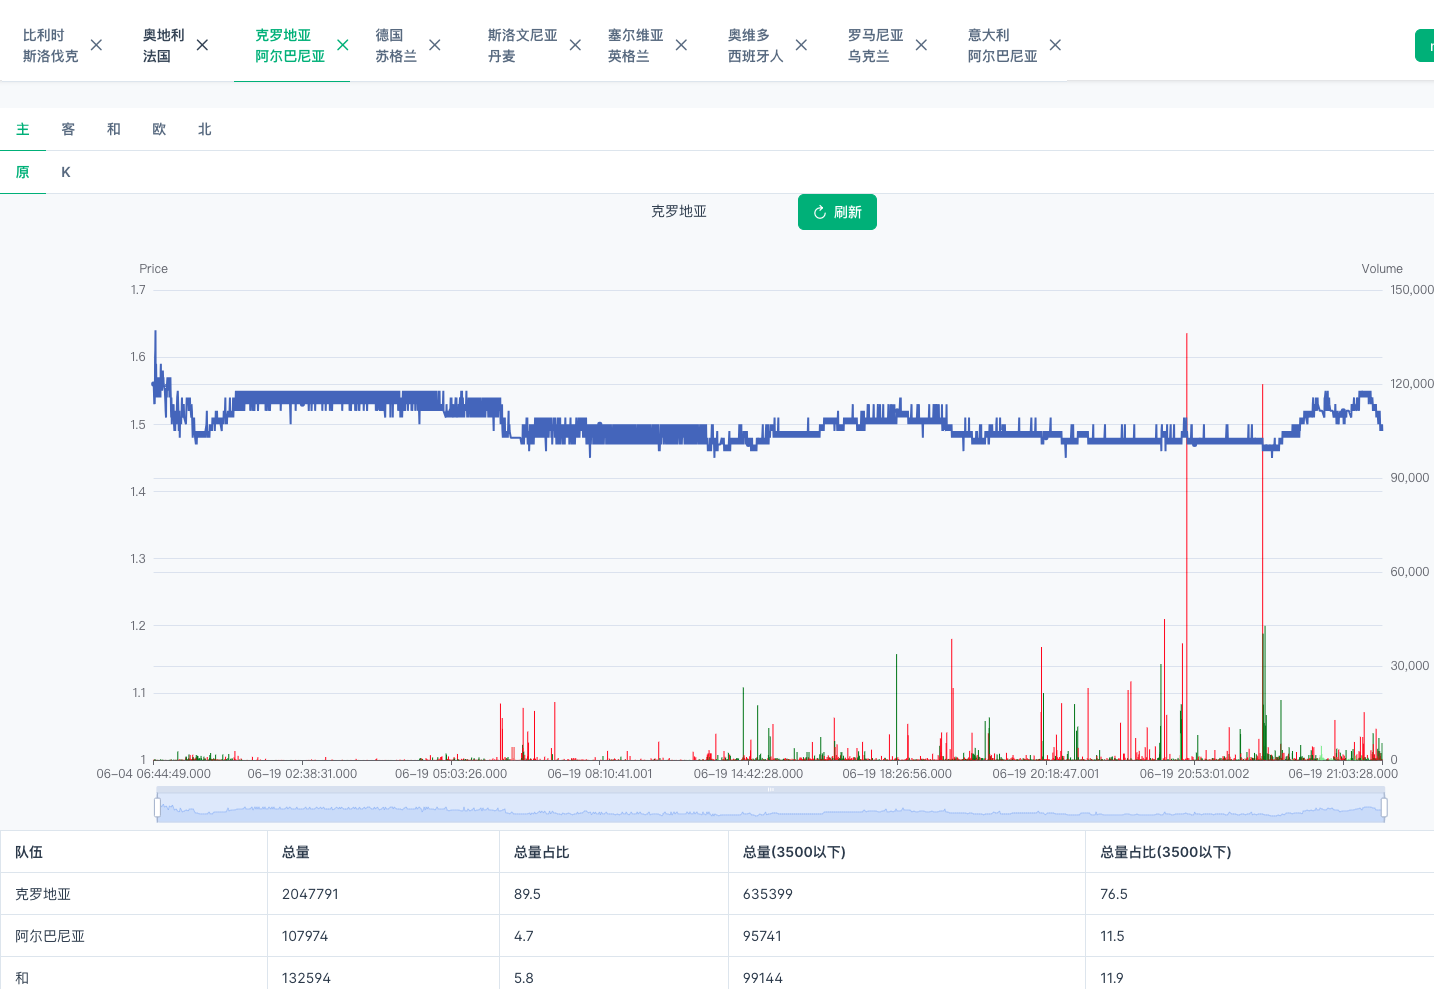 比利时
斯洛伐克
奥地利
法国
克罗地亚
阿尔巴尼亚
德国
苏格兰
斯洛文尼亚
丹麦
塞尔维亚
英格兰
奥维多
西班牙人
罗马尼亚
乌克兰
意大利
阿尔巴尼亚
主 客 和 欧 北
原 K
克罗地亚 刷新
Price Volume
1.7 150,000
1.6
120,000
1.5
90,000
1.4
1.3
60,000
1.2
30,000
1.1
1 0
06-04 06:44:49.000 06-19 02:38:31.000 06-19 05:03:26.000 06-19 08:10:41.001 06-19 14:42:28.000 06-19 18:26:56.000 06-19 20:18:47.001 06-19 20:53:01.002 06-19 21:03:28.000
队伍 总量 总量占比 总量(3500以下) 总量占比(3500以下)
克罗地亚 2047791 89.5 635399 76.5
阿尔巴尼亚 107974 4.7 95741 11.5
和 132594 5.8 99144 11.9